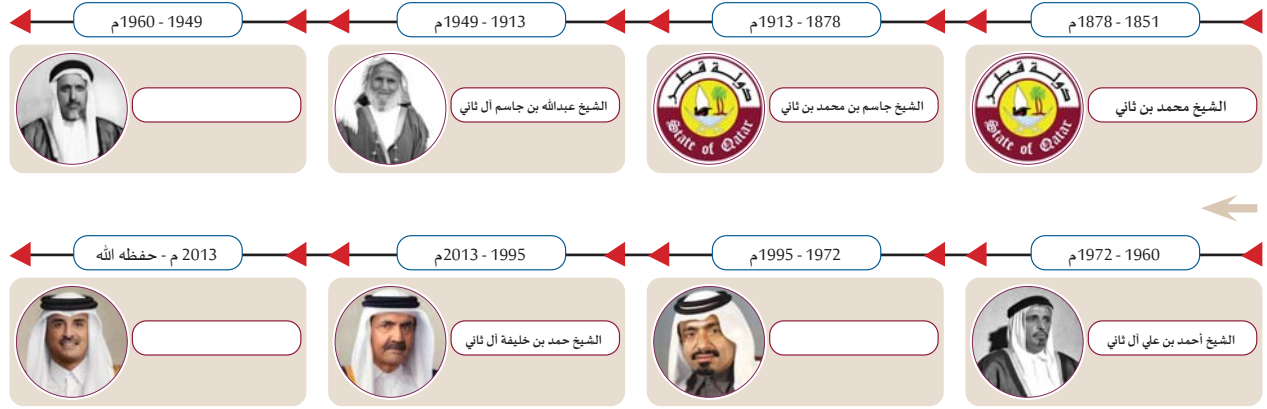 1851 - 1878م
1878 - 1913م
1913 - 1949م
1949 - 1960م
الشيخ محمد بن ثاني
دولة قطر
State of Qatar
الشيخ جاسم بن محمد بن ثاني
دولة قطر
State of Qatar
الشيخ عبدالله بن جاسم آل ثاني
1960 - 1972م
1972 - 1995م
1995 - 2013م
2013 م - حفظه الله
الشيخ أحمد بن علي آل ثاني
الشيخ حمد بن خليفة آل ثاني